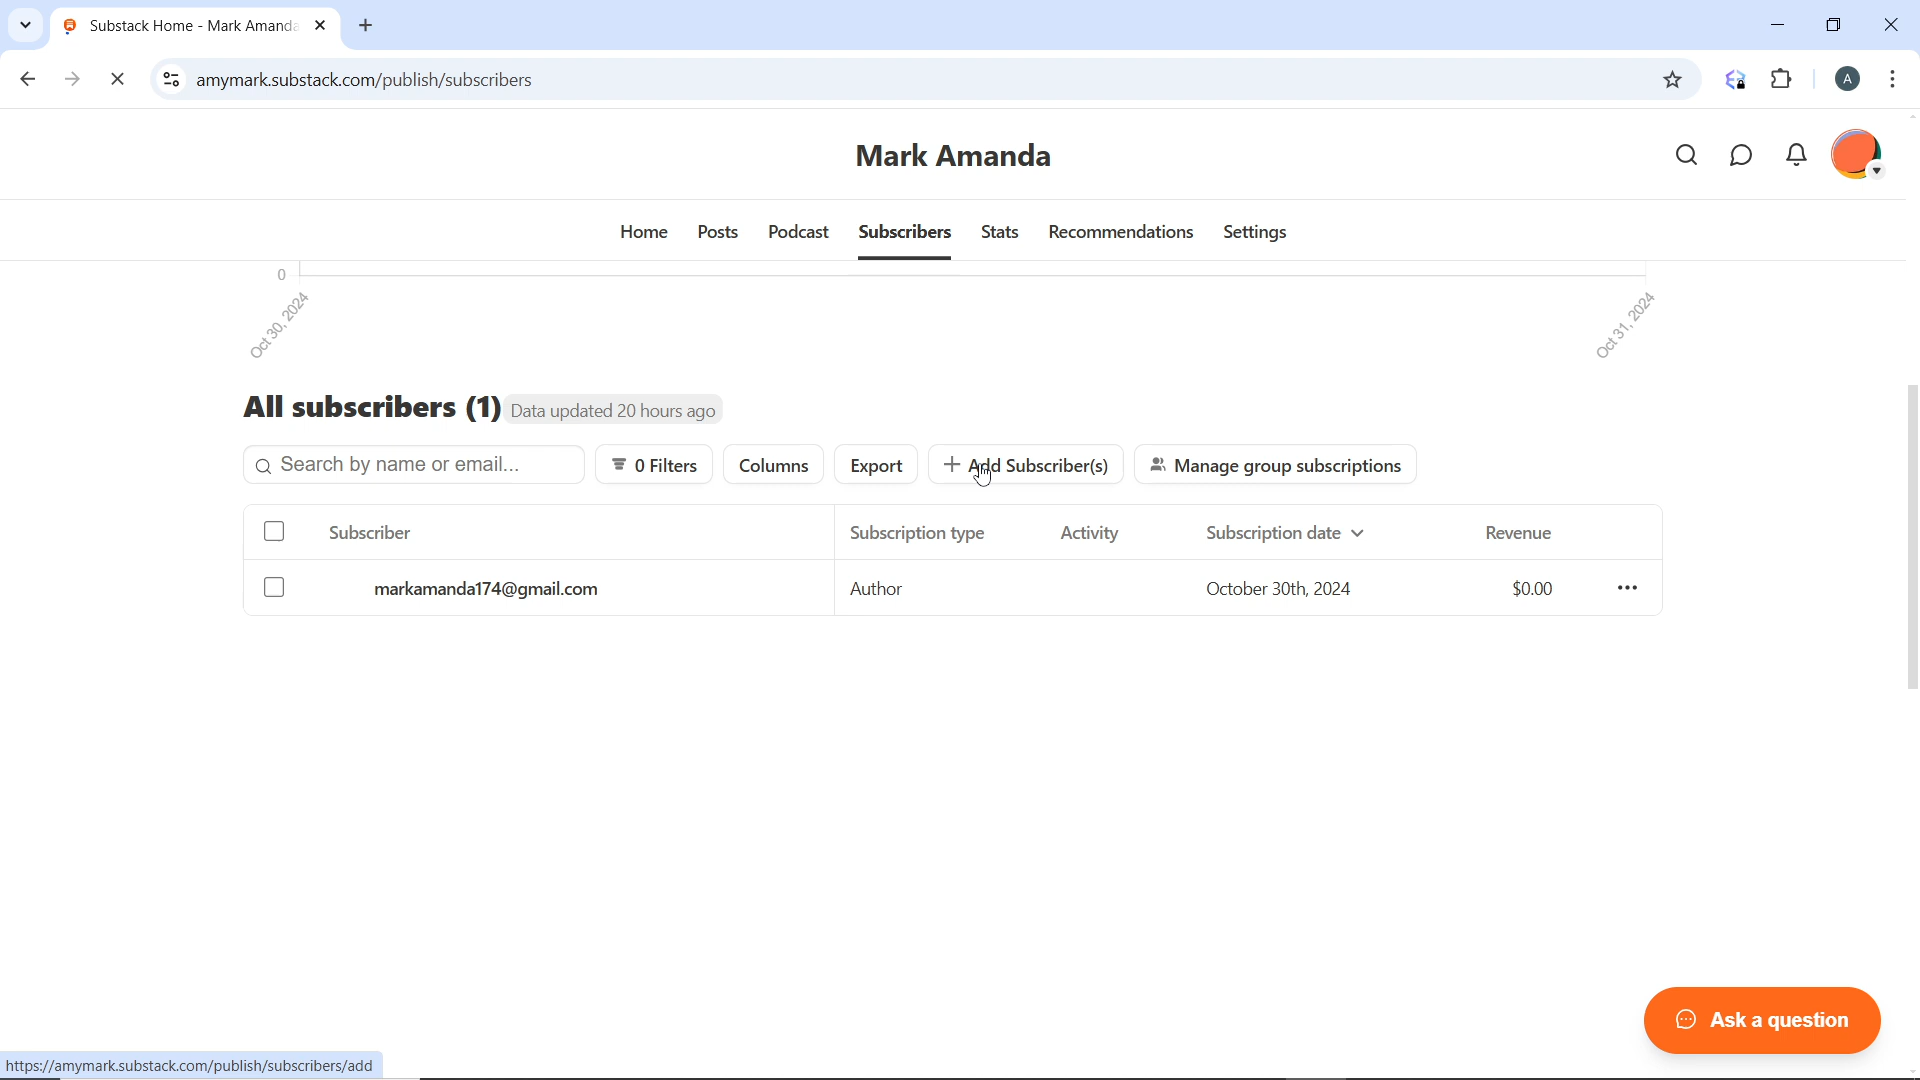 Substack Home - Mark Amanda
amymark.substack.com/publish/subscribers
A
Mark Amanda
Home Posts Podcast Subscribers Stats Recommendations Settings
0
Oct 30, 2024 Oct 31, 2024
All subscribers (1) Data updated 20 hours ago
Search by name or email... 0 Filters Columns Export Add Subscriber(s) Manage group subscriptions
Subscriber Subscription type Activity Subscription date Revenue
markamanda174@gmail.com Author October 30th, 2024 $0.00
Ask a question
https://amymark.substack.com/publish/subscribers/add